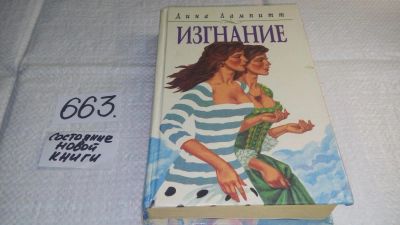 Дина Лампитт
ИЗГНАНИЕ
663.
состояние
новой
книги